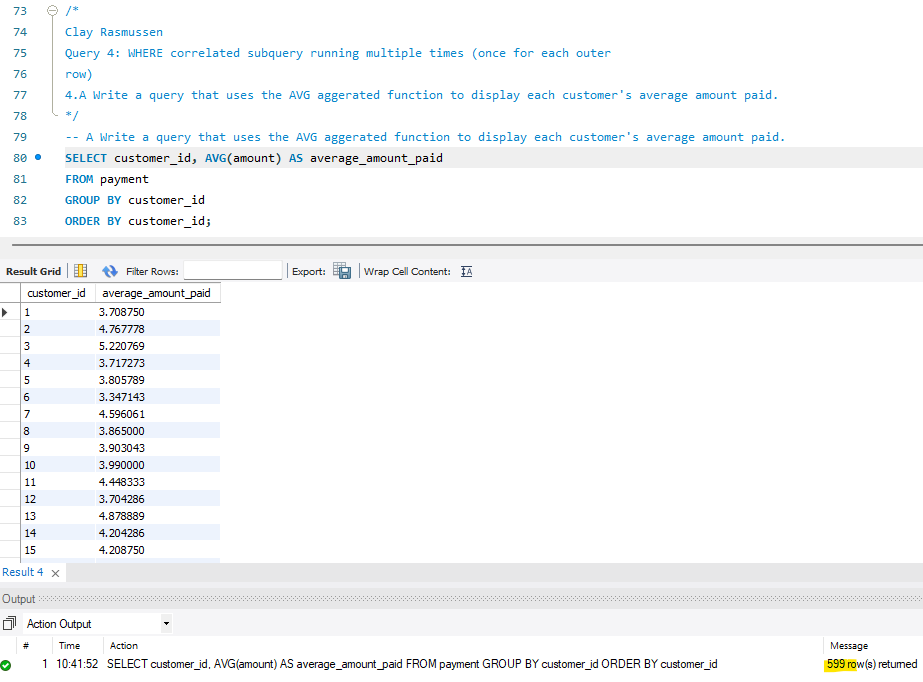 73 /*
74 Clay Rasmussen
75 Query 4: WHERE correlated subquery running multiple times (once for each outer
76 row)
77 4.A Write a query that uses the AVG aggerated function to display each customer's average amount paid.
78 */
79 -- A Write a query that uses the AVG aggerated function to display each customer's average amount paid.
80 SELECT customer_id, AVG(amount) AS average_amount_paid
81 FROM payment
82 GROUP BY customer_id
83 ORDER BY customer_id;
Result Grid Filter Rows: Export: Wrap Cell Content: IA
customer_id average_amount_paid
1 3.708750
2 4.767778
3 5.220769
4 3.717273
5 3.805789
6 3.347143
7 4.596061
8 3.865000
9 3.903043
10 3.990000
11 4.448333
12 3.704286
13 4.878889
14 4.204286
15 4.208750
Result 4
Output
Action Output
# Time Action Message
1 10:41:52 SELECT customer_id, AVG(amount) AS average_amount_paid FROM payment GROUP BY customer_id ORDER BY customer_id 599 row(s) returned